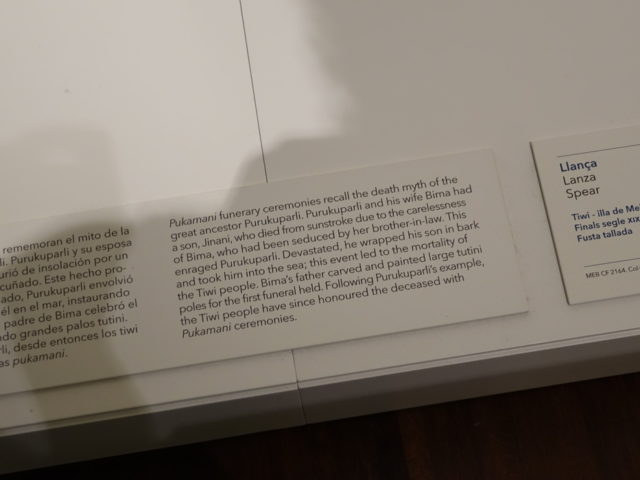 rememoran el mito de la
li. Purukuparli y su esposa
urió de insolación por un
cuñado. Este hecho pro-
ado, Purukuparli envolvió
él en el mar, instaurando
padre de Bima celebró el
ndo grandes palos tutini.
rli, desde entonces los tiwi
as pukamani.
Pukamani funerary ceremonies recall the death myth of the
great ancestor Purukuparli. Purukuparli and his wife Bima had
a son, Jinani, who died from sunstroke due to the carelessness
of Bima, who had been seduced by her brother-in-law. This
enraged Purukuparli. Devastated, he wrapped his son in bark
and took him into the sea; this event led to the mortality of
the Tiwi people. Bima's father carved and painted large tutini
poles for the first funeral held. Following Purukuparli's example,
the Tiwi people have since honoured the deceased with
Pukamani ceremonies.
Llança
Lanza
Spear
Tiwi - illa de Me
Finals segle xix
Fusta tallada
MEB CF 2164. Col·